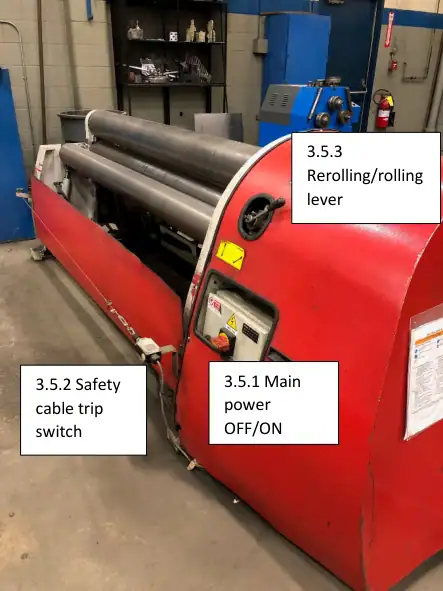 3.5.3
Rerolling/rolling
lever
3.5.2 Safety
cable trip
switch
3.5.1 Main
power
OFF/ON